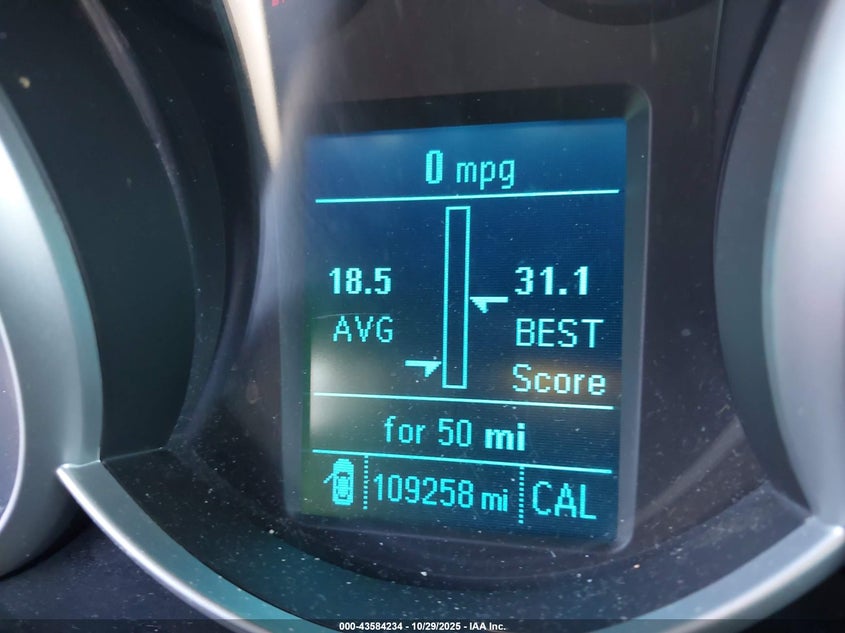 0 mpg
18.5
31.1
AVG
BEST
Score
for 50 mi
109258 mi
CAL
000-43584234 - 10/29/2025 - IAA Inc.